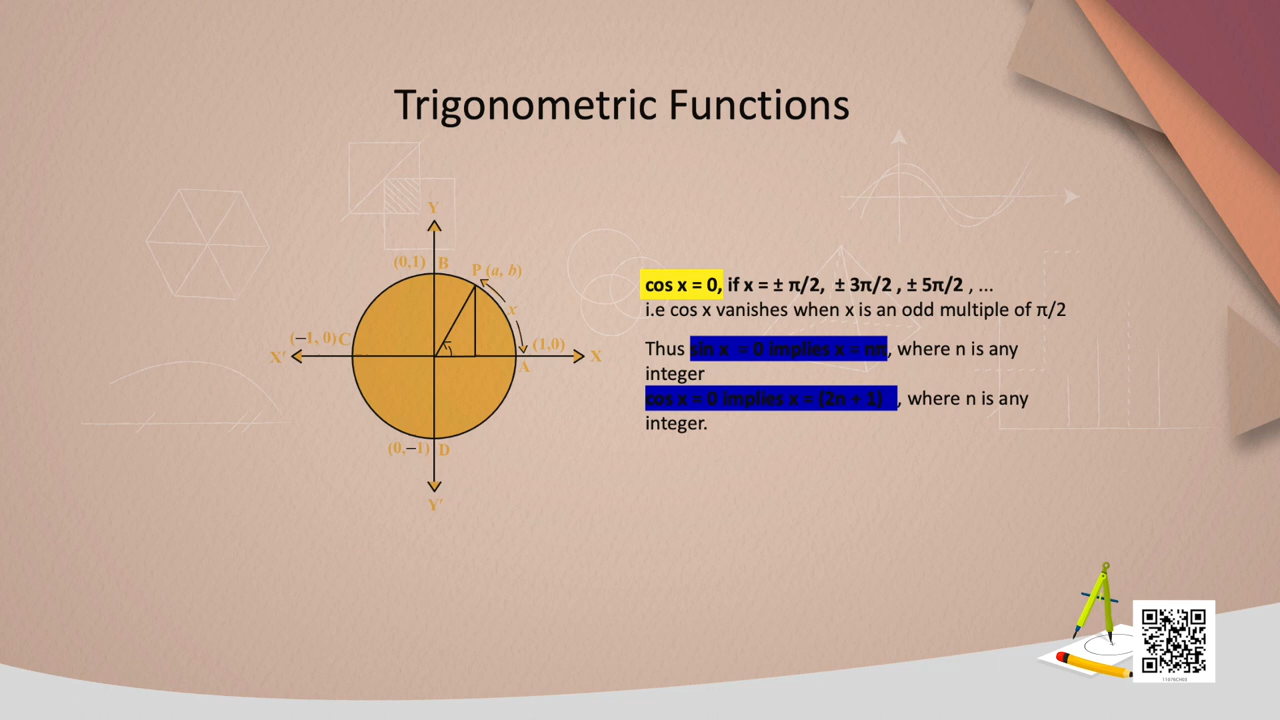 Trigonometric Functions
Y
(0,1) B
P (a, b)
x
(−1, 0) C
(1,0)
X′
X
A
(0,−1) D
Y′
cos x = 0, if x = ± π/2, ± 3π/2 , ± 5π/2 , ...
i.e cos x vanishes when x is an odd multiple of π/2
Thus sin x = 0 implies x = nπ, where n is any
integer
cos x = 0 implies x = (2n + 1) , where n is any
integer.
11076CH03